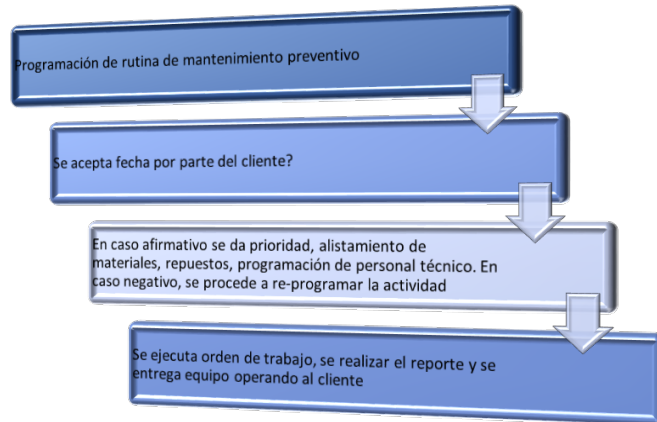 Programación de rutina de mantenimiento preventivo
Se acepta fecha por parte del cliente?
En caso afirmativo se da prioridad, alistamiento de
materiales, repuestos, programación de personal técnico. En
caso negativo, se procede a re-programar la actividad
Se ejecuta orden de trabajo, se realizar el reporte y se
entrega equipo operando al cliente